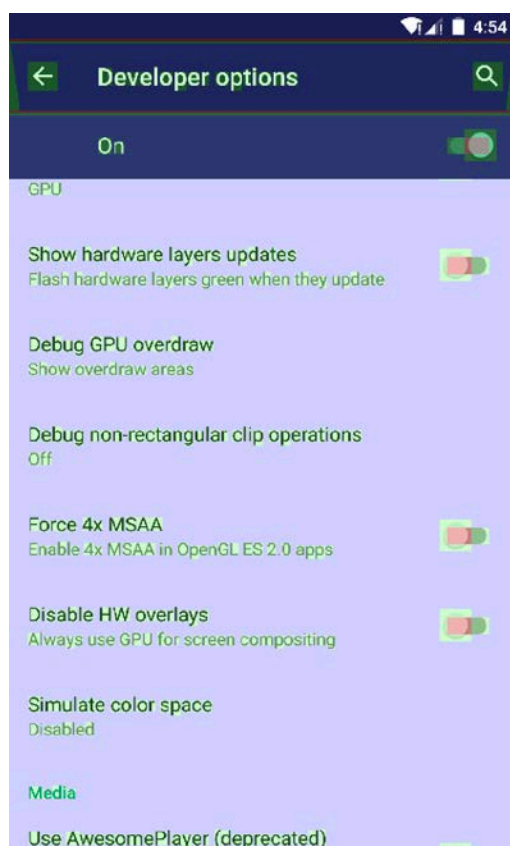 4:54
Developer options
On
GPU
Show hardware layers updates
Flash hardware layers green when they update
Debug GPU overdraw
Show overdraw areas
Debug non-rectangular clip operations
Off
Force 4x MSAA
Enable 4x MSAA in OpenGL ES 2.0 apps
Disable HW overlays
Always use GPU for screen compositing
Simulate color space
Disabled
Media
Use AwesomePlayer (deprecated)